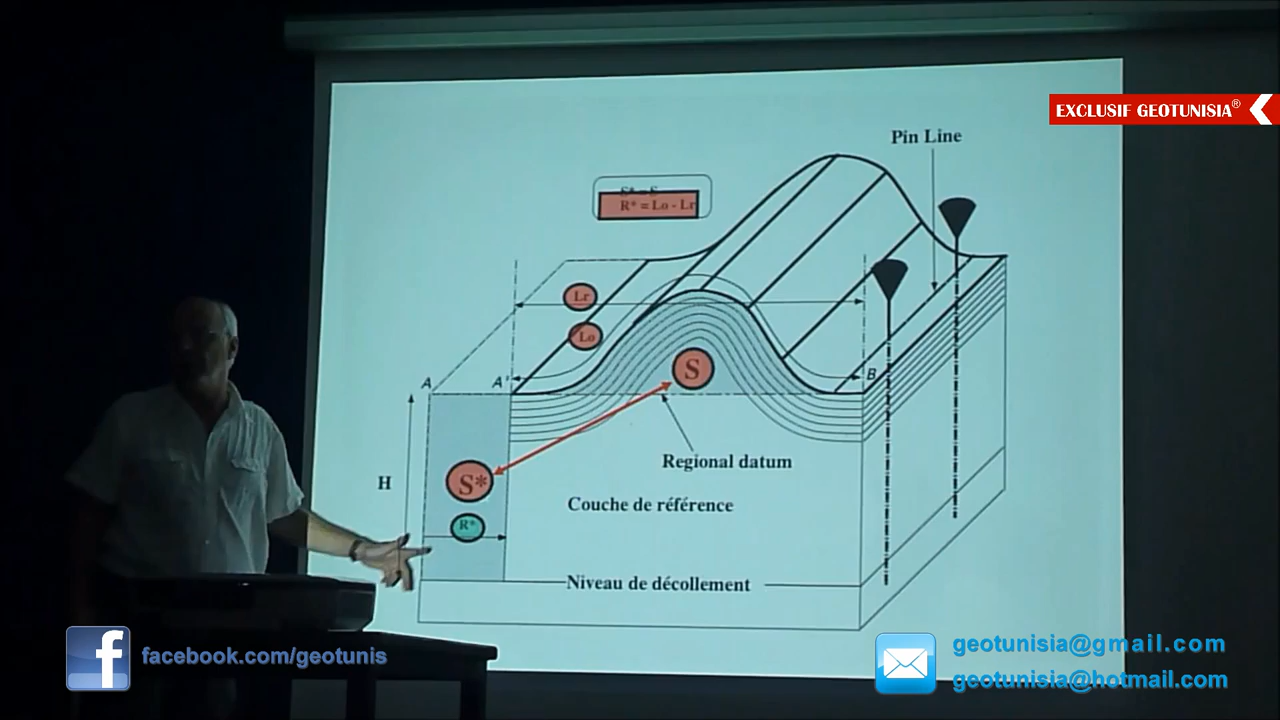 EXCLUSIF GEOTUNISIA®
Pin Line
S* = S
R* = Lo - Lr
Lr
Lo
S
A
A'
B
H
S*
R*
Regional datum
Couche de référence
Niveau de décollement
facebook.com/geotunis
geotunisia@gmail.com
geotunisia@hotmail.com